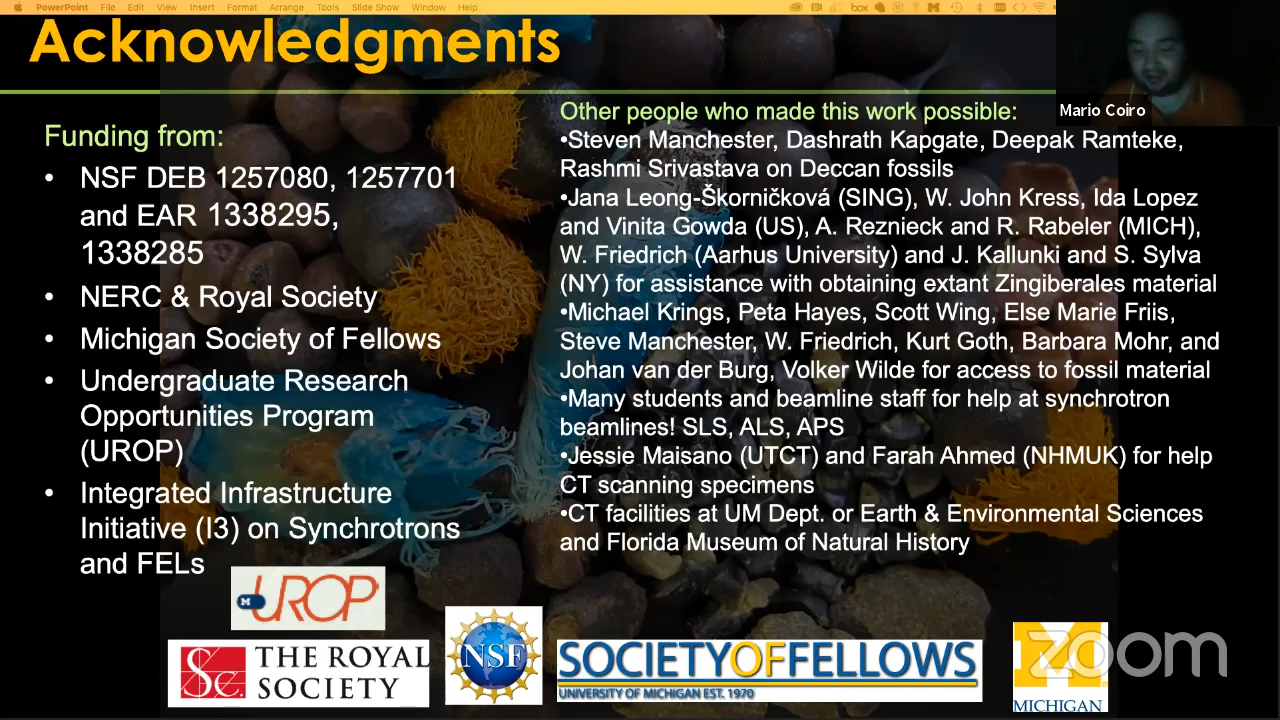 PowerPoint File Edit View Insert Format Arrange Tools Slide Show Window Help
box
Acknowledgments
Mario Coiro
Funding from:
• NSF DEB 1257080, 1257701
and EAR 1338295,
1338285
• NERC & Royal Society
• Michigan Society of Fellows
• Undergraduate Research
Opportunities Program
(UROP)
• Integrated Infrastructure
Initiative (I3) on Synchrotrons
and FELs
Other people who made this work possible:
•Steven Manchester, Dashrath Kapgate, Deepak Ramteke,
Rashmi Srivastava on Deccan fossils
•Jana Leong-Škorničková (SING), W. John Kress, Ida Lopez
and Vinita Gowda (US), A. Reznieck and R. Rabeler (MICH),
W. Friedrich (Aarhus University) and J. Kallunki and S. Sylva
(NY) for assistance with obtaining extant Zingiberales material
•Michael Krings, Peta Hayes, Scott Wing, Else Marie Friis,
Steve Manchester, W. Friedrich, Kurt Goth, Barbara Mohr, and
Johan van der Burg, Volker Wilde for access to fossil material
•Many students and beamline staff for help at synchrotron
beamlines! SLS, ALS, APS
•Jessie Maisano (UTCT) and Farah Ahmed (NHMUK) for help
CT scanning specimens
•CT facilities at UM Dept. or Earth & Environmental Sciences
and Florida Museum of Natural History
M UROP
THE ROYAL
SOCIETY
NSF
SOCIETYOFFELLOWS
UNIVERSITY OF MICHIGAN EST. 1970
M
MICHIGAN
zoom